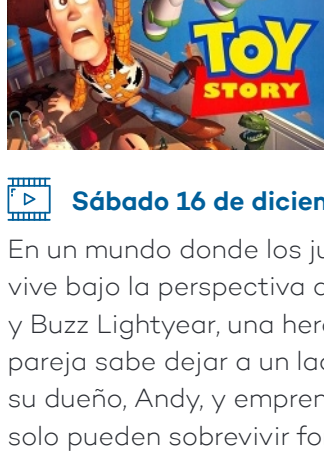 TOY
STORY
Sábado 16 de
En un mundo donde los
vive bajo la perspectiva
y Buzz Lightyear, una
pareja sabe dejar a un
su dueño, Andy, y
solo pueden sobrevivir